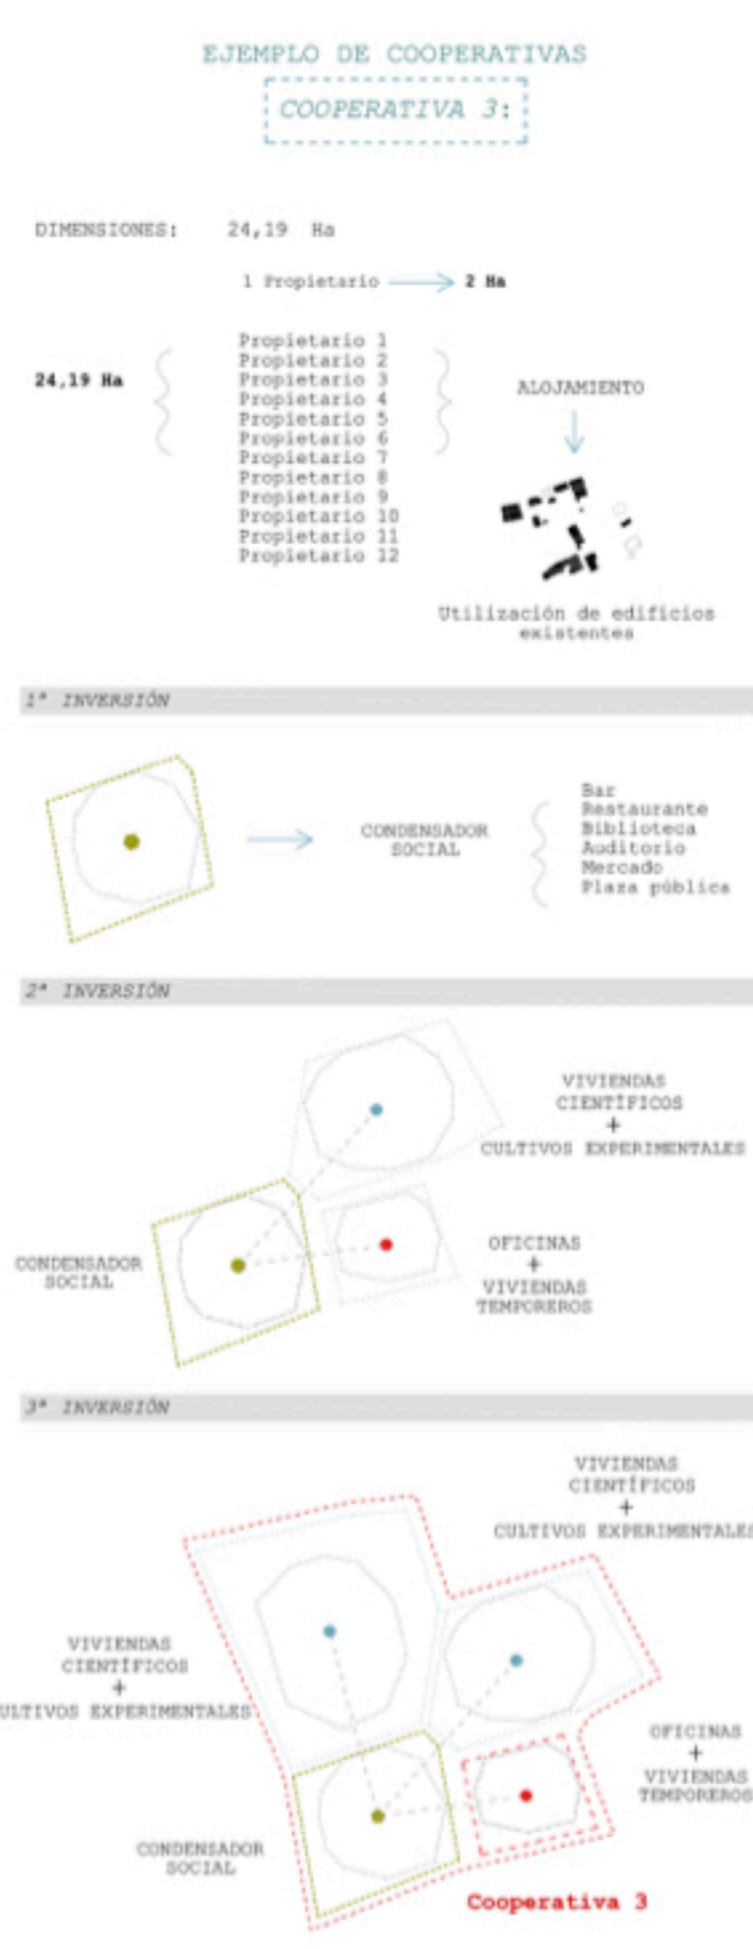 EJEMPLO DE COOPERATIVAS
COOPERATIVA 3:
DIMENSIONES: 24,19 Ha
1 Propietario 2 Ha
24,19 Ha
Propietario 1
Propietario 2
Propietario 3
Propietario 4
Propietario 5
Propietario 6
Propietario 7
Propietario 8
Propietario 9
Propietario 10
Propietario 11
Propietario 12
ALOJAMIENTO
Utilización de edificios
existentes
1ª INVERSIÓN
CONDENSADOR
SOCIAL
Bar
Restaurante
Biblioteca
Auditorio
Mercado
Plaza pública
2ª INVERSIÓN
VIVIENDAS
CIENTÍFICOS
+
CULTIVOS EXPERIMENTALES
CONDENSADOR
SOCIAL
OFICINAS
+
VIVIENDAS
TEMPOREROS
3ª INVERSIÓN
VIVIENDAS
CIENTÍFICOS
+
CULTIVOS EXPERIMENTALES
VIVIENDAS
CIENTÍFICOS
+
ULTIVOS EXPERIMENTALES
OFICINAS
+
VIVIENDAS
TEMPOREROS
CONDENSADOR
SOCIAL
Cooperativa 3